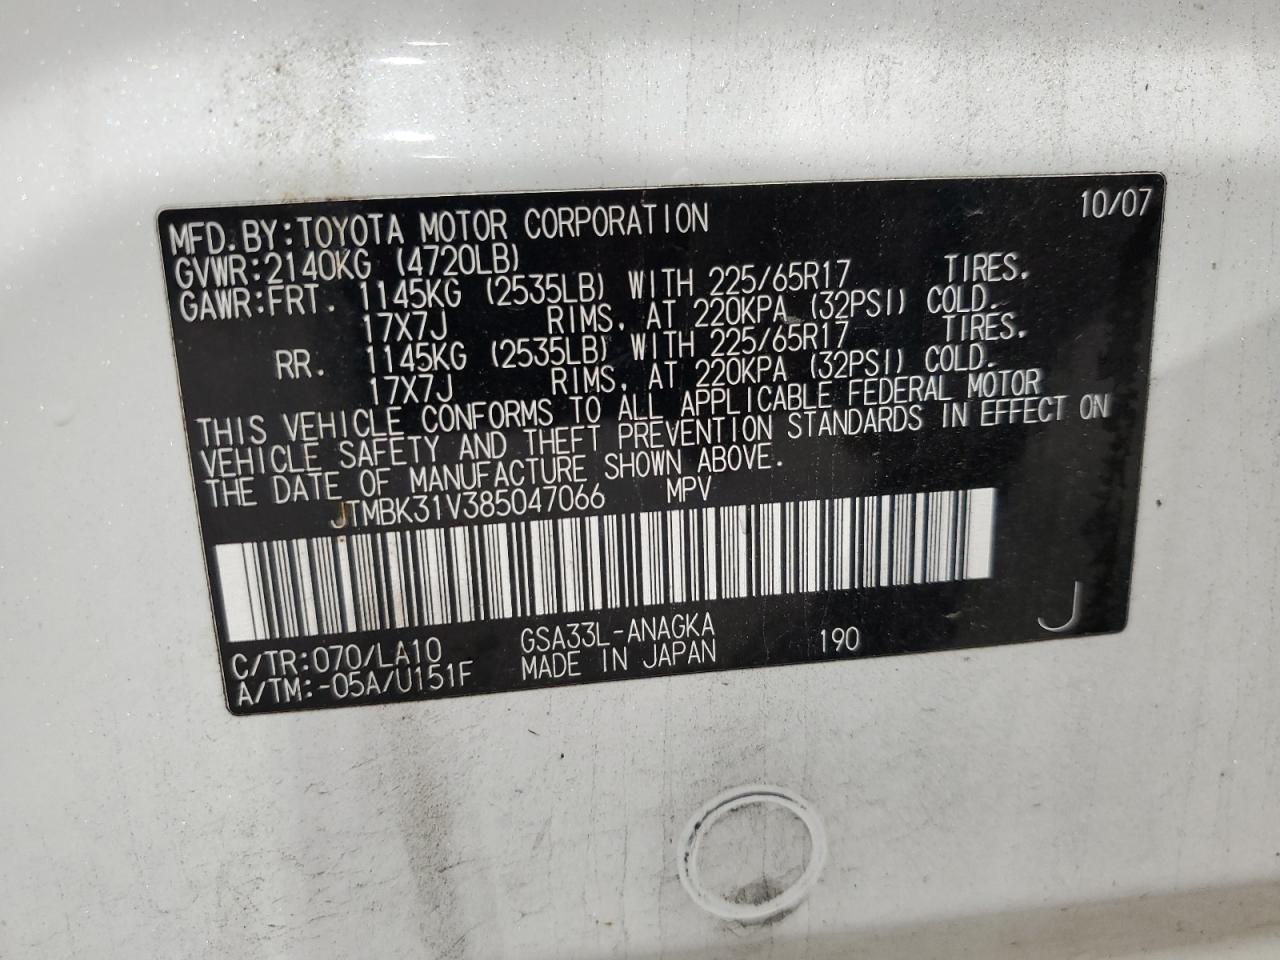 10/07
MFD. BY: TOYOTA MOTOR CORPORATION
GVWR: 2140KG (4720LB)
GAWR: FRT. 1145KG (2535LB) WITH 225/65R17 TIRES,
17X7J RIMS, AT 220KPA (32PSI) COLD.
RR. 1145KG (2535LB) WITH 225/65R17 TIRES,
17X7J RIMS, AT 220KPA (32PSI) COLD.
THIS VEHICLE CONFORMS TO ALL APPLICABLE FEDERAL MOTOR
VEHICLE SAFETY AND THEFT PREVENTION STANDARDS IN EFFECT ON
THE DATE OF MANUFACTURE SHOWN ABOVE.
JTMBK31V385047066 MPV
C/TR: 070/LA10 GSA33L-ANAGKA 190 J
A/TM: -05A/U151F MADE IN JAPAN